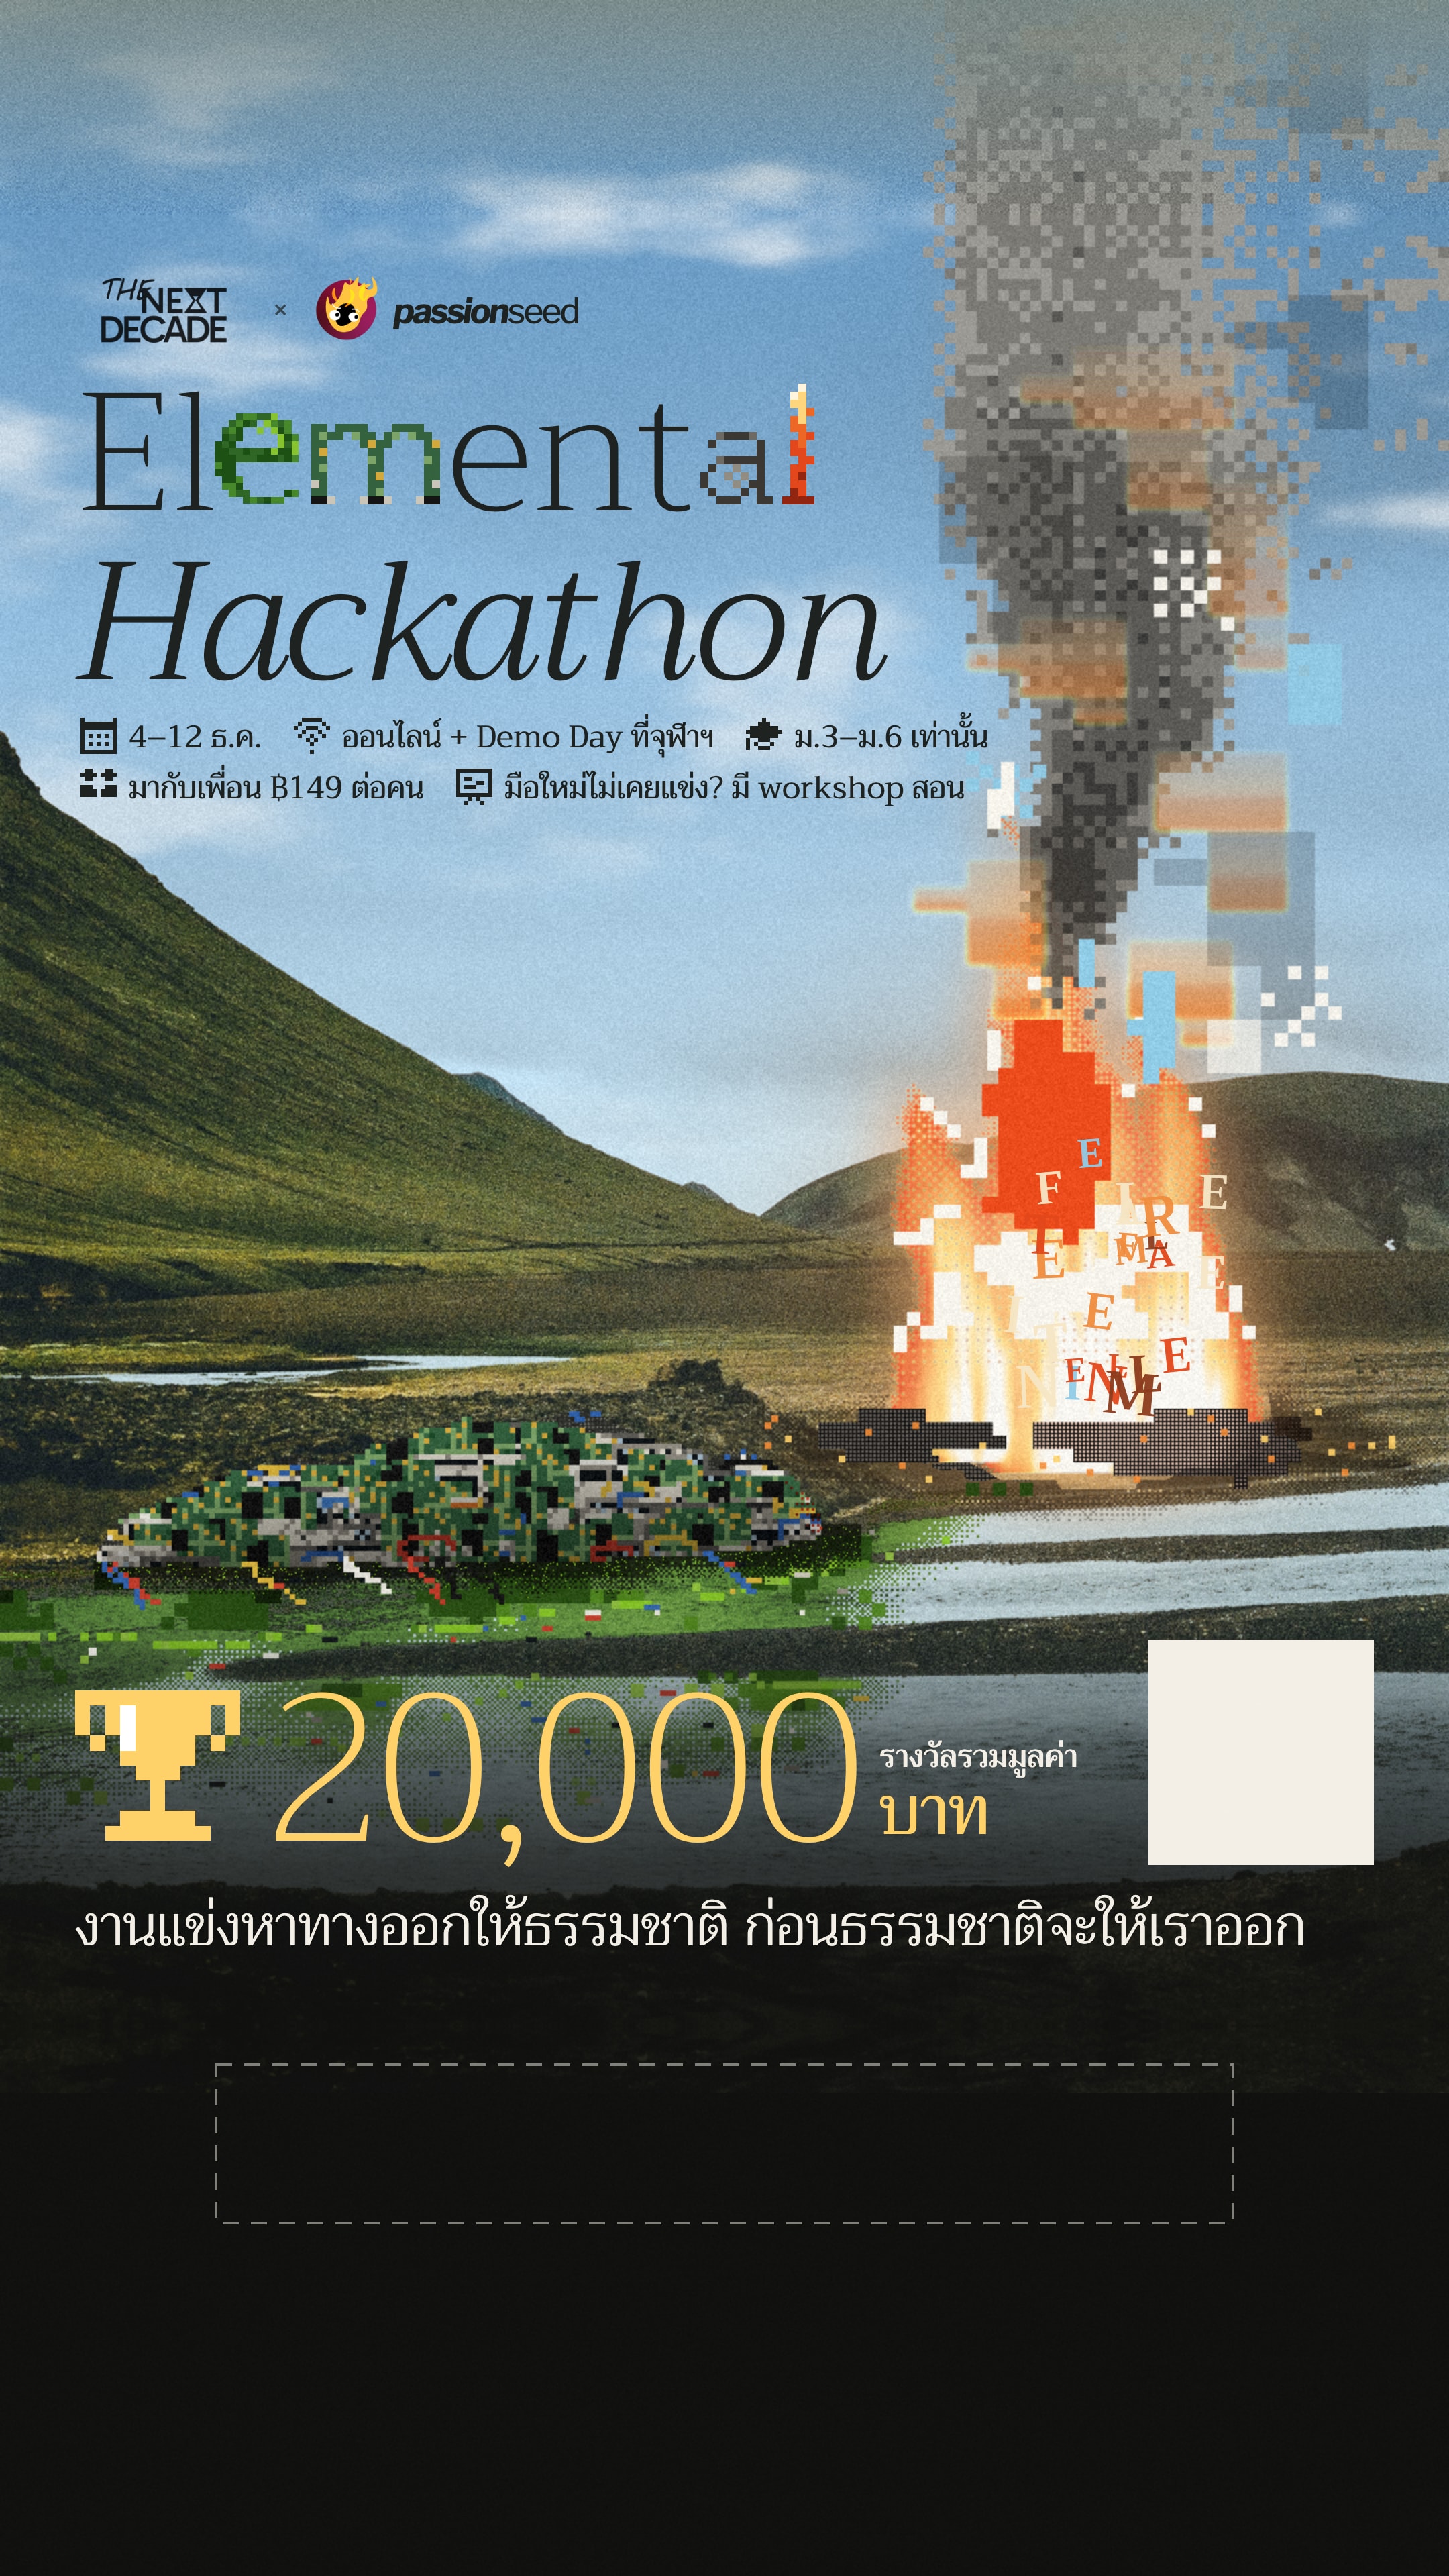 THE NEXT DECADE × passionseed
Elemental
Hackathon
4–12 ธ.ค. ออนไลน์ + Demo Day ที่จุฬาฯ ม.3–ม.6 เท่านั้น
มากับเพื่อน ฿149 ต่อคน มือใหม่ไม่เคยแข่ง? มี workshop สอน
20,000 รางวัลรวมมูลค่า บาท
งานแข่งหาทางออกให้ธรรมชาติ ก่อนธรรมชาติจะให้เราออก